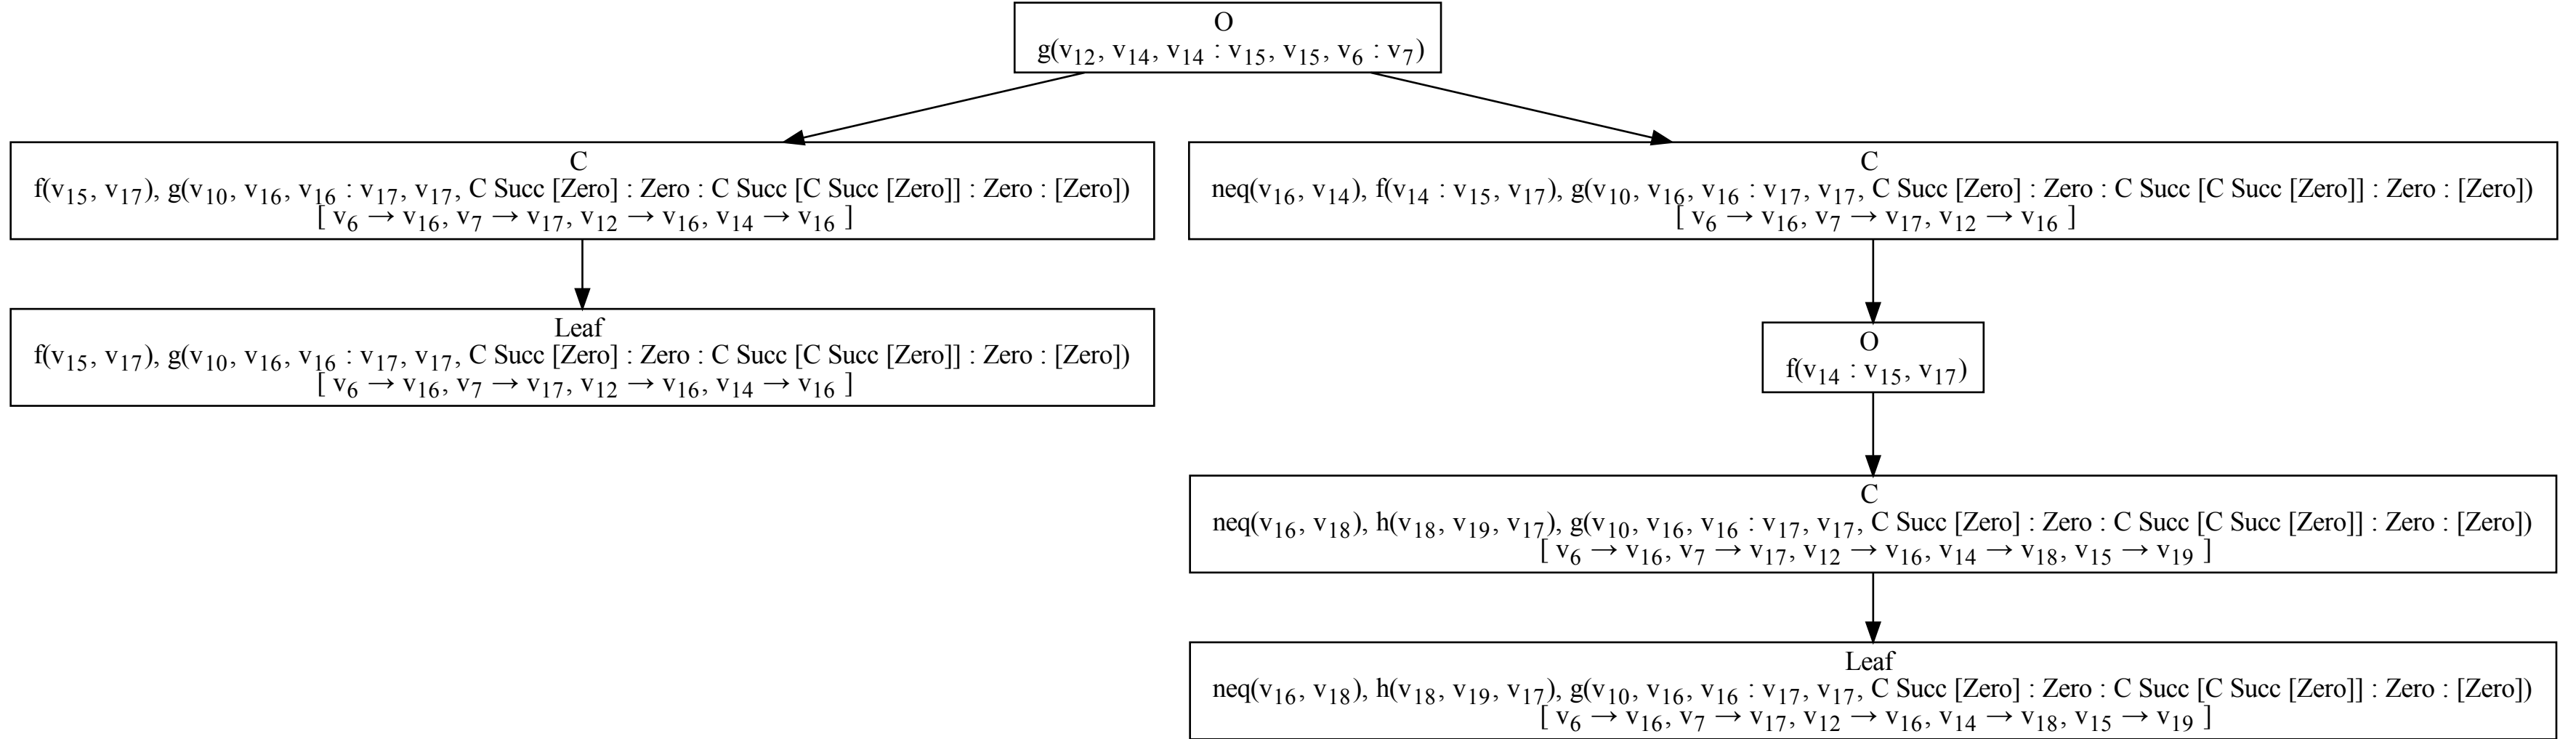 O
g(v12, v14, v14 : v15, v15, v6 : v7)
C
f(v15, v17), g(v10, v16, v16 : v17, v17, C Succ [Zero] : Zero : C Succ [C Succ [Zero]] : Zero : [Zero])
[ v6 → v16, v7 → v17, v12 → v16, v14 → v16 ]
C
neq(v16, v14), f(v14 : v15, v17), g(v10, v16, v16 : v17, v17, C Succ [Zero] : Zero : C Succ [C Succ [Zero]] : Zero : [Zero])
[ v6 → v16, v7 → v17, v12 → v16 ]
Leaf
f(v15, v17), g(v10, v16, v16 : v17, v17, C Succ [Zero] : Zero : C Succ [C Succ [Zero]] : Zero : [Zero])
[ v6 → v16, v7 → v17, v12 → v16, v14 → v16 ]
O
f(v14 : v15, v17)
C
neq(v16, v18), h(v18, v19, v17), g(v10, v16, v16 : v17, v17, C Succ [Zero] : Zero : C Succ [C Succ [Zero]] : Zero : [Zero])
[ v6 → v16, v7 → v17, v12 → v16, v14 → v18, v15 → v19 ]
Leaf
neq(v16, v18), h(v18, v19, v17), g(v10, v16, v16 : v17, v17, C Succ [Zero] : Zero : C Succ [C Succ [Zero]] : Zero : [Zero])
[ v6 → v16, v7 → v17, v12 → v16, v14 → v18, v15 → v19 ]